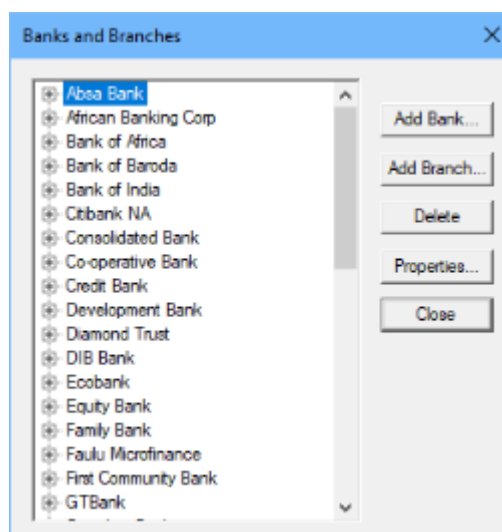 Banks and Branches
Absa Bank
African Banking Corp
Bank of Africa
Bank of Baroda
Bank of India
Citibank NA
Consolidated Bank
Co-operative Bank
Credit Bank
Development Bank
Diamond Trust
DIB Bank
Ecobank
Equity Bank
Family Bank
Faulu Microfinance
First Community Bank
GTBank
Add Bank...
Add Branch...
Delete
Properties...
Close